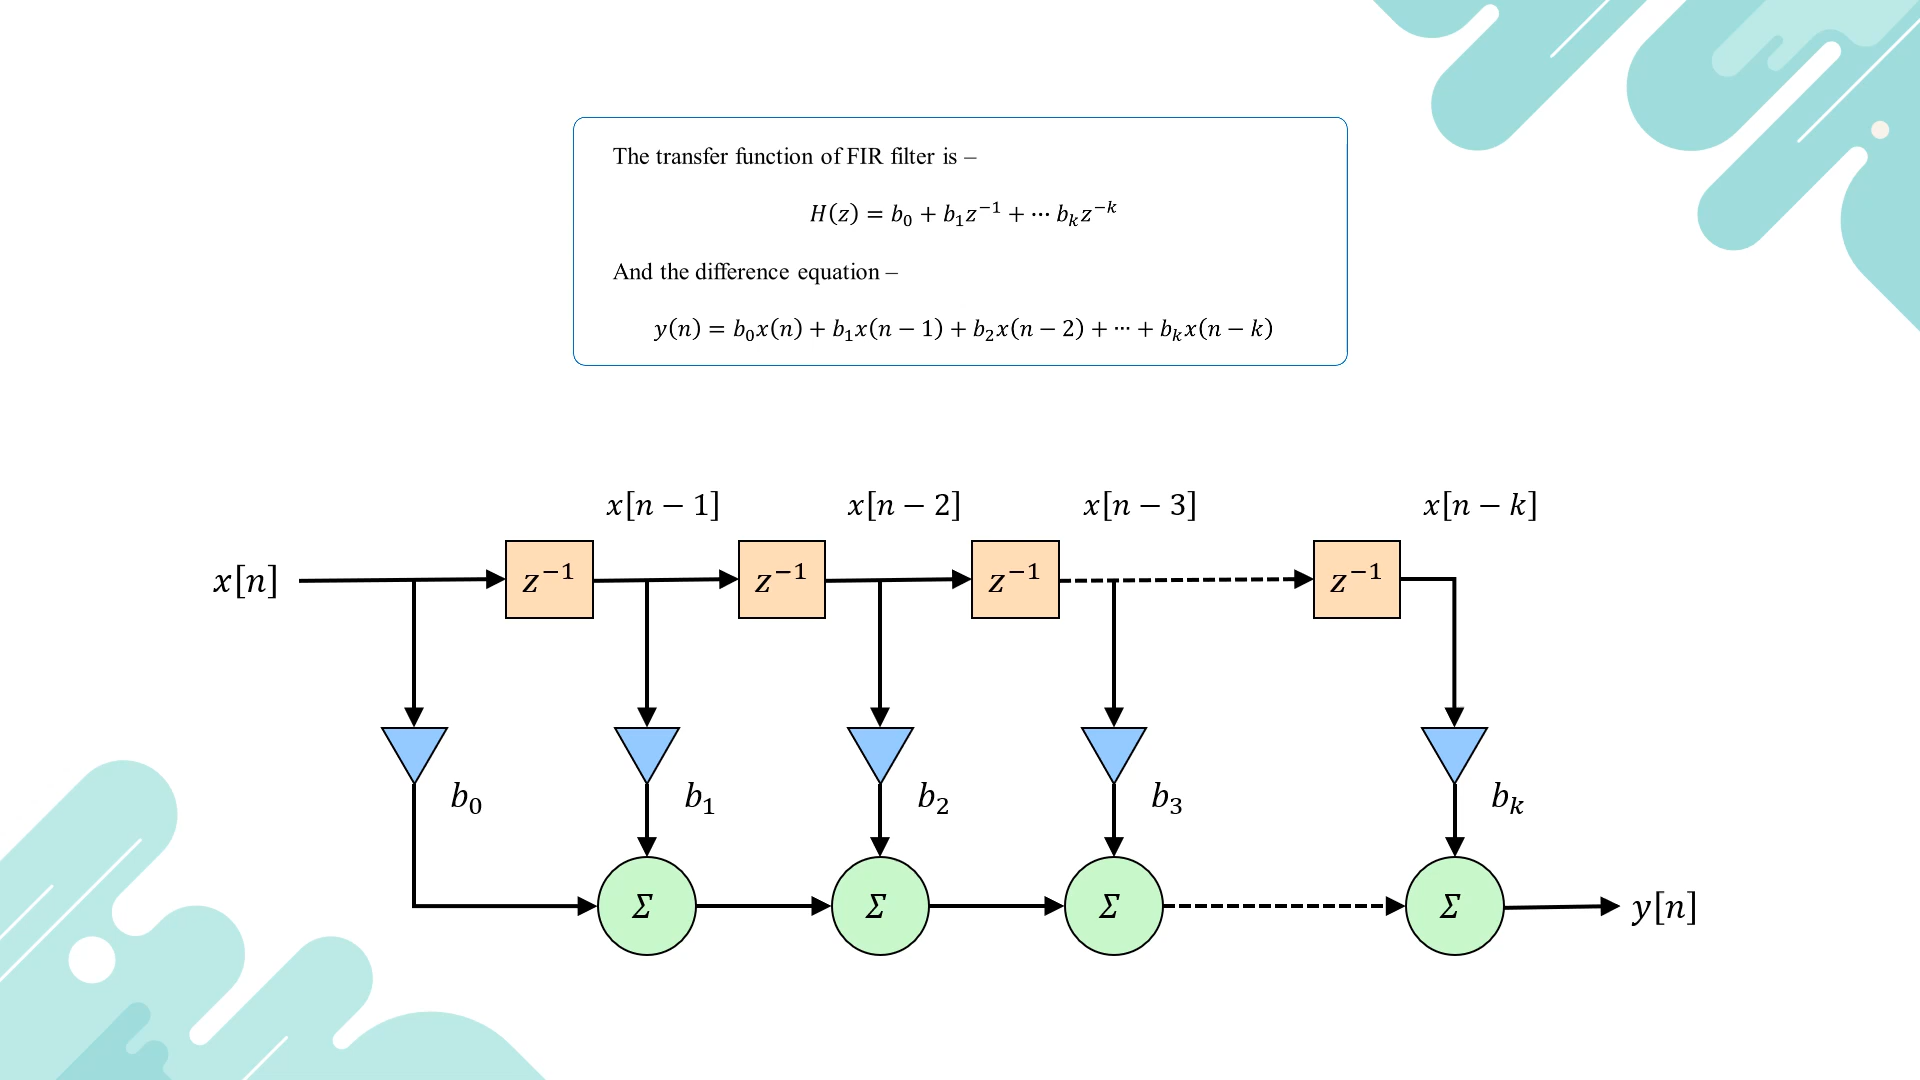 The transfer function of FIR filter is –
H(z) = b₀ + b₁z⁻¹ + ⋯ bₖz⁻ᵏ
And the difference equation –
y(n) = b₀x(n) + b₁x(n − 1) + b₂x(n − 2) + ⋯ + bₖx(n − k)
x[n − 1] x[n − 2] x[n − 3] x[n − k]
x[n] z⁻¹ z⁻¹ z⁻¹ z⁻¹
b₀ b₁ b₂ b₃ bₖ
Σ Σ Σ Σ y[n]